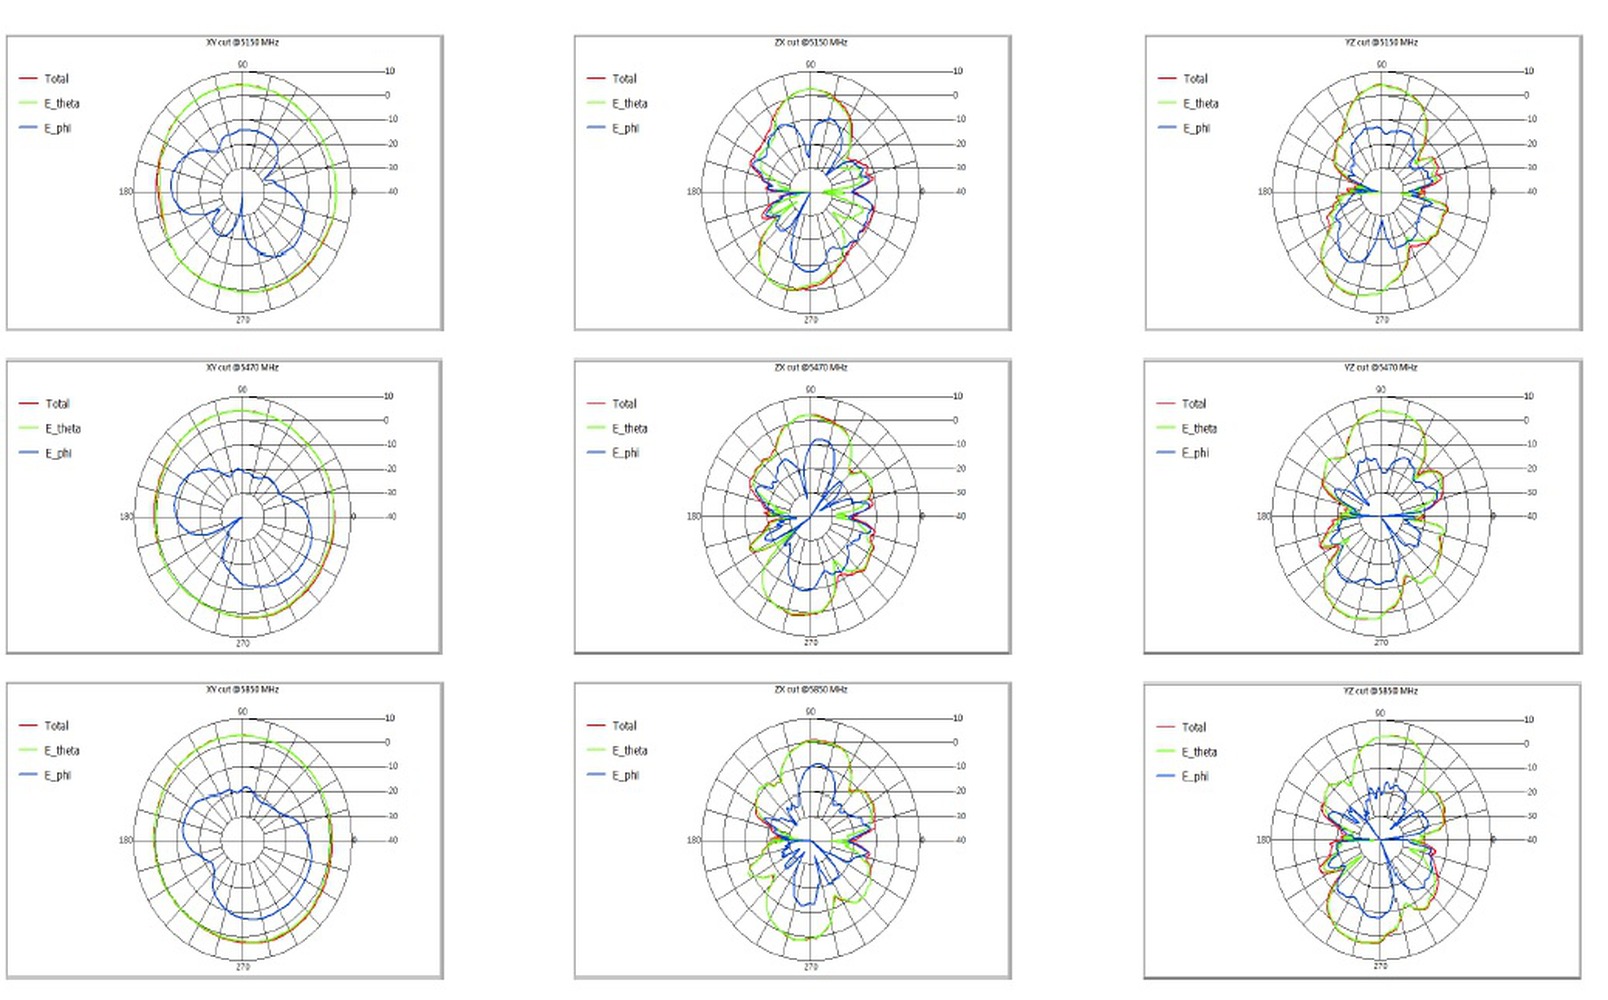 XY cut @5150 MHz
Total
E_theta
E_phi
90
180
270
0
10
0
-10
-20
-30
-40
ZX cut @5150 MHz
Total
E_theta
E_phi
90
180
270
0
10
0
-10
-20
-30
-40
YZ cut @5150 MHz
Total
E_theta
E_phi
90
180
270
0
10
0
-10
-20
-30
-40
XY cut @5470 MHz
Total
E_theta
E_phi
90
180
270
0
10
0
-10
-20
-30
-40
ZX cut @5470 MHz
Total
E_theta
E_phi
90
180
270
0
10
0
-10
-20
-30
-40
YZ cut @5470 MHz
Total
E_theta
E_phi
90
180
270
0
10
0
-10
-20
-30
-40
XY cut @5850 MHz
Total
E_theta
E_phi
90
180
270
0
10
0
-10
-20
-30
-40
ZX cut @5850 MHz
Total
E_theta
E_phi
90
180
270
0
10
0
-10
-20
-30
-40
YZ cut @5850 MHz
Total
E_theta
E_phi
90
180
270
0
10
0
-10
-20
-30
-40